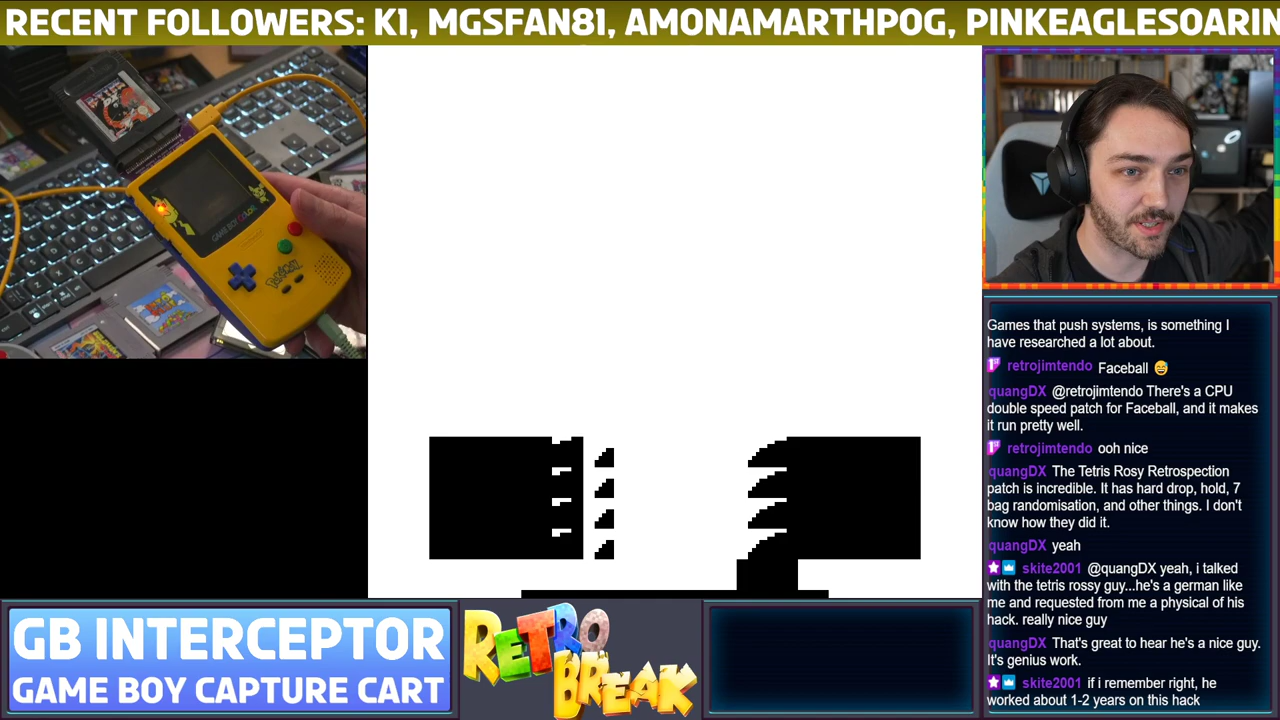 RECENT FOLLOWERS: K1, MGSFAN81, AMONAMARTHPOG, PINKEAGLESOARIN
GAME BOY COLOR
POKéMON
Games that push systems, is something I
have researched a lot about.
retrojimtendo Faceball 😅
quangDX @retrojimtendo There's a CPU
double speed patch for Faceball, and it makes
it run pretty well.
retrojimtendo ooh nice
quangDX The Tetris Rosy Retrospection
patch is incredible. It has hard drop, hold, 7
bag randomisation, and other things. I don't
know how they did it.
quangDX yeah
skite2001 @quangDX yeah, i talked
with the tetris rossy guy...he's a german like
me and requested from me a physical of his
hack. really nice guy
quangDX That's great to hear he's a nice guy.
It's genius work.
skite2001 if i remember right, he
worked about 1-2 years on this hack
GB INTERCEPTOR
GAME BOY CAPTURE CART
RETRO
BREAK